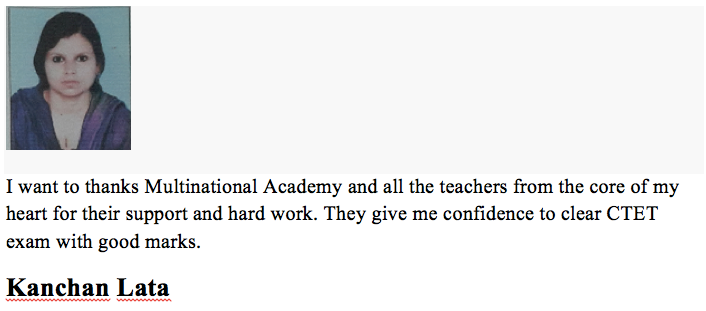 I want to thanks Multinational Academy and all the teachers from the core of my
heart for their support and hard work. They give me confidence to clear CTET
exam with good marks.
Kanchan Lata